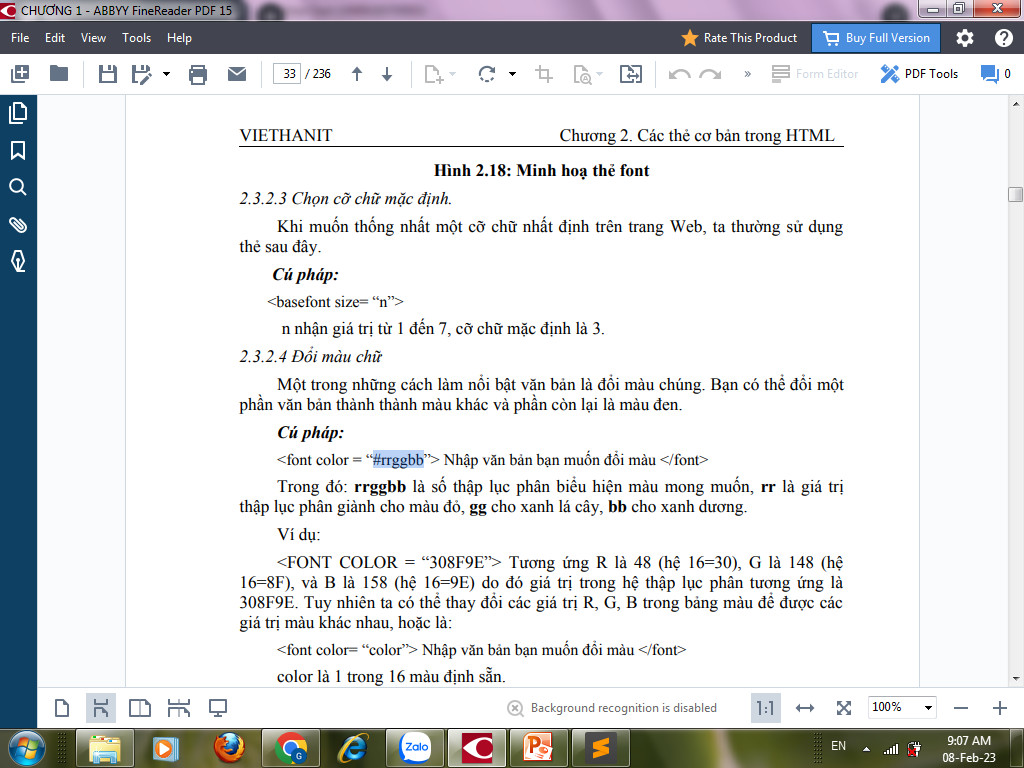 CHƯƠNG 1 - ABBYY FineReader PDF 15
File Edit View Tools Help
Rate This Product
Buy Full Version
33 / 236
»
Form Editor
PDF Tools
0
VIETHANIT Chương 2. Các thẻ cơ bản trong HTML
Hình 2.18: Minh hoạ thẻ font
2.3.2.3 Chọn cỡ chữ mặc định.
Khi muốn thống nhất một cỡ chữ nhất định trên trang Web, ta thường sử dụng
thẻ sau đây.
Cú pháp:
<basefont size= “n”>
n nhận giá trị từ 1 đến 7, cỡ chữ mặc định là 3.
2.3.2.4 Đổi màu chữ
Một trong những cách làm nổi bật văn bản là đổi màu chúng. Bạn có thể đổi một
phần văn bản thành thành màu khác và phần còn lại là màu đen.
Cú pháp:
<font color = “#rrggbb”> Nhập văn bản bạn muốn đổi màu </font>
Trong đó: rrggbb là số thập lục phân biểu hiện màu mong muốn, rr là giá trị
thập lục phân giành cho màu đỏ, gg cho xanh lá cây, bb cho xanh dương.
Ví dụ:
<FONT COLOR = “308F9E”> Tương ứng R là 48 (hệ 16=30), G là 148 (hệ
16=8F), và B là 158 (hệ 16=9E) do đó giá trị trong hệ thập lục phân tương ứng là
308F9E. Tuy nhiên ta có thể thay đổi các giá trị R, G, B trong bảng màu để được các
giá trị màu khác nhau, hoặc là:
<font color= “color”> Nhập văn bản bạn muốn đổi màu </font>
color là 1 trong 16 màu định sẵn.
Background recognition is disabled
1:1
100%
Zalo
EN
9:07 AM
08-Feb-23